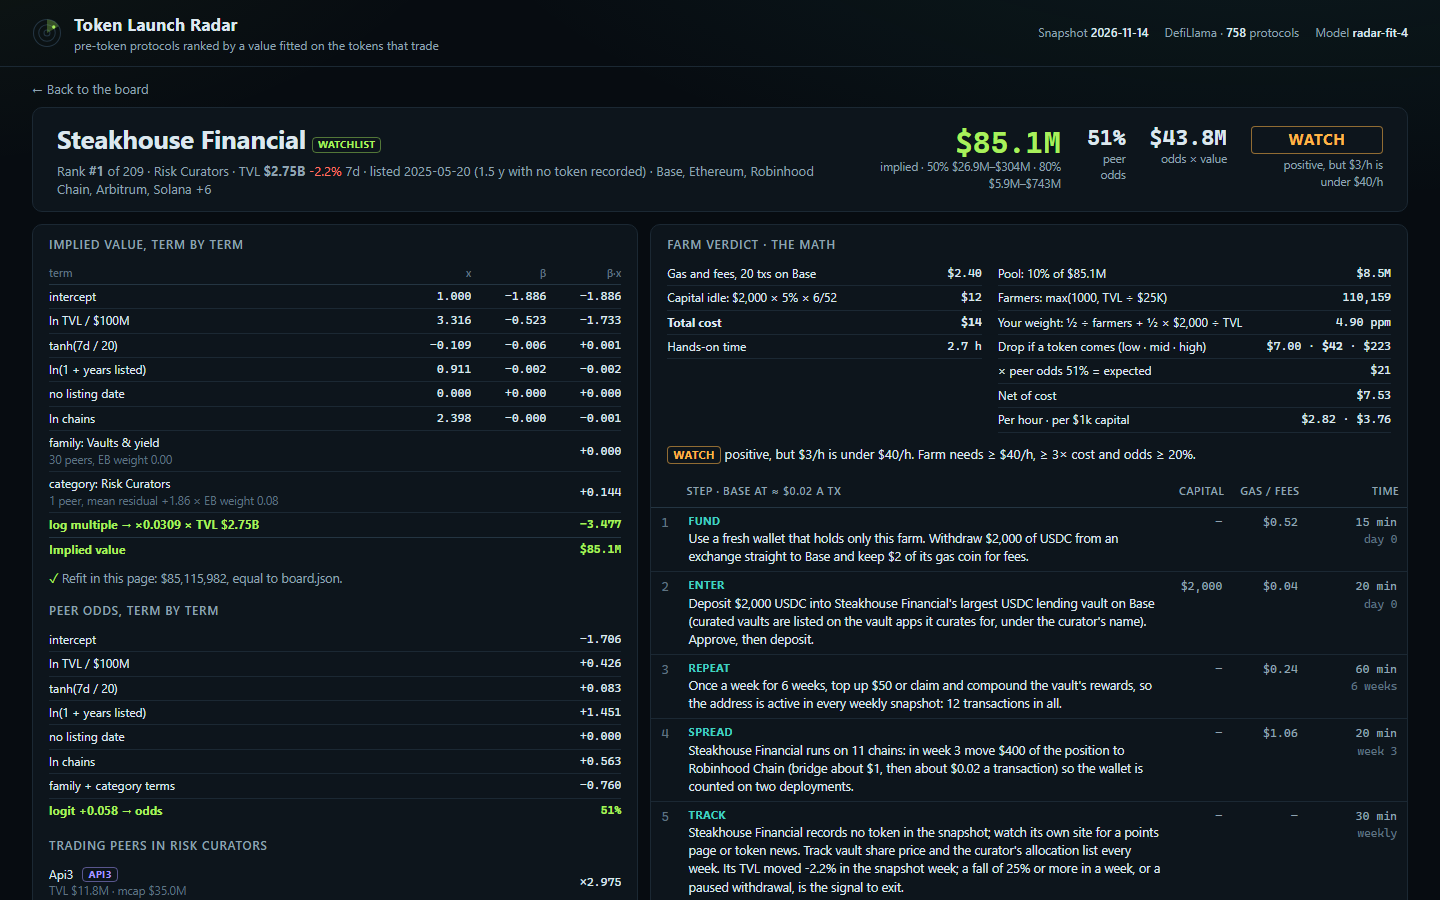 Token Launch Radar
pre-token protocols ranked by a value fitted on the tokens that trade
Snapshot 2026-11-14 DefiLlama · 758 protocols Model radar-fit-4
← Back to the board
Steakhouse Financial WATCHLIST
Rank #1 of 209 · Risk Curators · TVL $2.75B -2.2% 7d · listed 2025-05-20 (1.5 y with no token recorded) · Base, Ethereum, Robinhood
Chain, Arbitrum, Solana +6
$85.1M
implied · 50% $26.9M–$304M · 80%
$5.9M–$743M
51%
peer
odds
$43.8M
odds × value
WATCH
positive, but $3/h is
under $40/h
IMPLIED VALUE, TERM BY TERM
term x β β·x
intercept 1.000 −1.886 −1.886
ln TVL / $100M 3.316 −0.523 −1.733
tanh(7d / 20) −0.109 −0.006 +0.001
ln(1 + years listed) 0.911 −0.002 −0.002
no listing date 0.000 +0.000 +0.000
ln chains 2.398 −0.000 −0.001
family: Vaults & yield +0.000
30 peers, EB weight 0.00
category: Risk Curators +0.144
1 peer, mean residual +1.86 × EB weight 0.08
log multiple → ×0.0309 × TVL $2.75B −3.477
Implied value $85.1M
✓ Refit in this page: $85,115,982, equal to board.json.
PEER ODDS, TERM BY TERM
intercept −1.706
ln TVL / $100M +0.426
tanh(7d / 20) +0.083
ln(1 + years listed) +1.451
no listing date +0.000
ln chains +0.563
family + category terms −0.760
logit +0.058 → odds 51%
TRADING PEERS IN RISK CURATORS
Api3 API3 ×2.975
TVL $11.8M · mcap $35.0M
FARM VERDICT · THE MATH
Gas and fees, 20 txs on Base $2.40
Capital idle: $2,000 × 5% × 6/52 $12
Total cost $14
Hands-on time 2.7 h
Pool: 10% of $85.1M $8.5M
Farmers: max(1000, TVL ÷ $25K) 110,159
Your weight: ½ ÷ farmers + ½ × $2,000 ÷ TVL 4.90 ppm
Drop if a token comes (low · mid · high) $7.00 · $42 · $223
× peer odds 51% = expected $21
Net of cost $7.53
Per hour · per $1k capital $2.82 · $3.76
WATCH positive, but $3/h is under $40/h. Farm needs ≥ $40/h, ≥ 3× cost and odds ≥ 20%.
STEP · BASE AT ≈ $0.02 A TX CAPITAL GAS / FEES TIME
1 FUND – $0.52 15 min
Use a fresh wallet that holds only this farm. Withdraw $2,000 of USDC from an day 0
exchange straight to Base and keep $2 of its gas coin for fees.
2 ENTER $2,000 $0.04 20 min
Deposit $2,000 USDC into Steakhouse Financial's largest USDC lending vault on Base day 0
(curated vaults are listed on the vault apps it curates for, under the curator's name).
Approve, then deposit.
3 REPEAT – $0.24 60 min
Once a week for 6 weeks, top up $50 or claim and compound the vault's rewards, so 6 weeks
the address is active in every weekly snapshot: 12 transactions in all.
4 SPREAD – $1.06 20 min
Steakhouse Financial runs on 11 chains: in week 3 move $400 of the position to week 3
Robinhood Chain (bridge about $1, then about $0.02 a transaction) so the wallet is
counted on two deployments.
5 TRACK – – 30 min
Steakhouse Financial records no token in the snapshot; watch its own site for a points weekly
page or token news. Track vault share price and the curator's allocation list every
week. Its TVL moved -2.2% in the snapshot week; a fall of 25% or more in a week, or a
paused withdrawal, is the signal to exit.